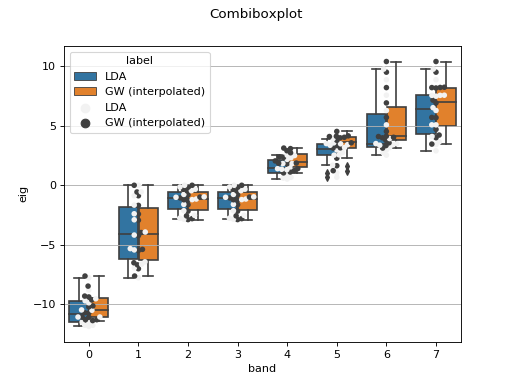 Combiboxplot
label
LDA
GW (interpolated)
LDA
GW (interpolated)
10
5
0
−5
−10
eig
0 1 2 3 4 5 6 7
band